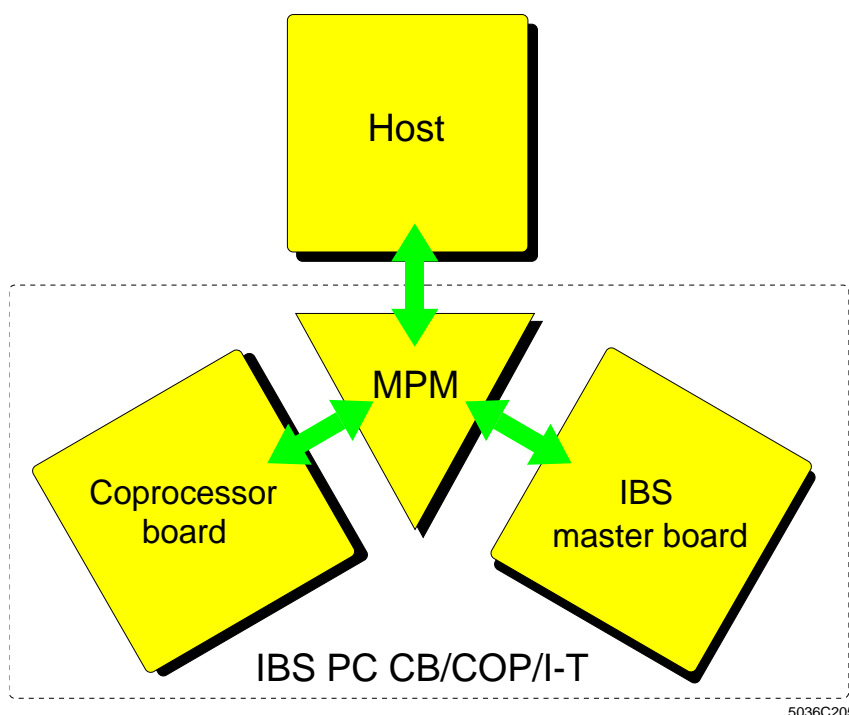 Host
MPM
Coprocessor
board
IBS
master board
IBS PC CB/COP/I-T